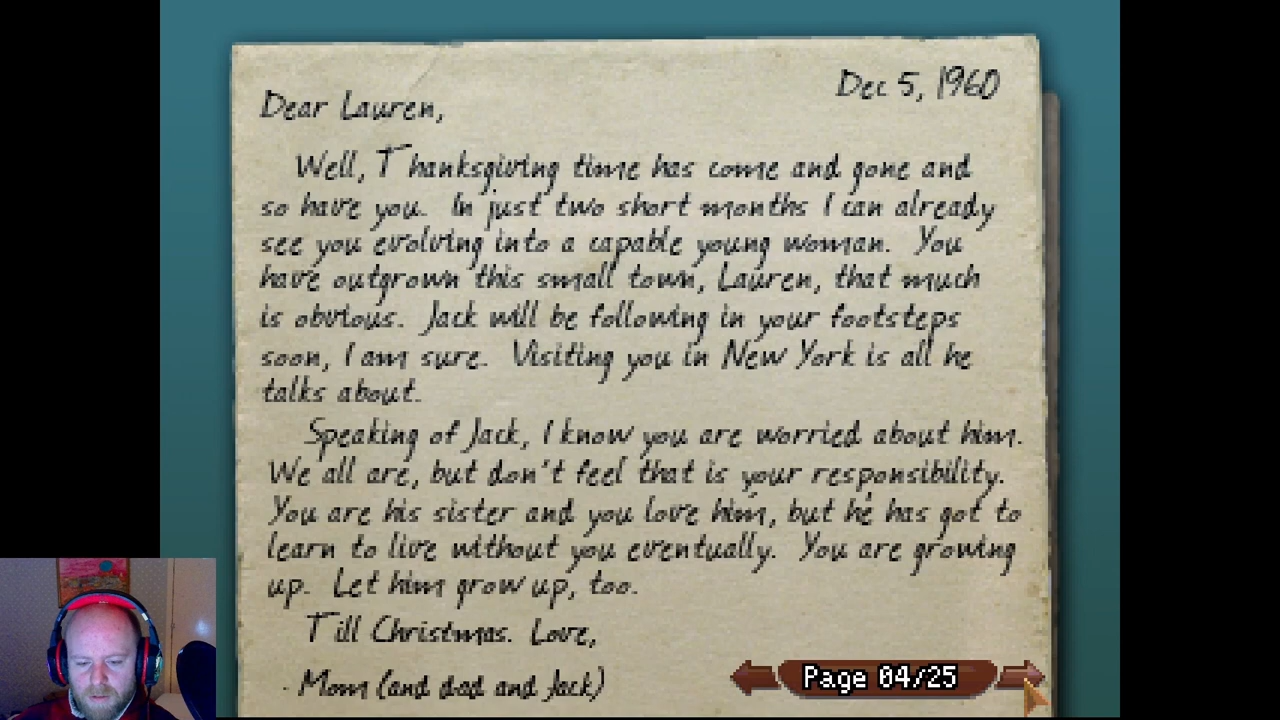 Dec 5, 1960
Dear Lauren,
Well, Thanksgiving time has come and gone and
so have you. In just two short months I can already
see you evolving into a capable young woman. You
have outgrown this small town, Lauren, that much
is obvious. Jack will be following in your footsteps
soon, I am sure. Visiting you in New York is all he
talks about.
Speaking of Jack, I know you are worried about him.
We all are, but don't feel that is your responsibility.
You are his sister and you love him, but he has got to
learn to live without you eventually. You are growing
up. Let him grow up, too.
Till Christmas. Love,
- Mom (and dad and Jack)
Page 04/25